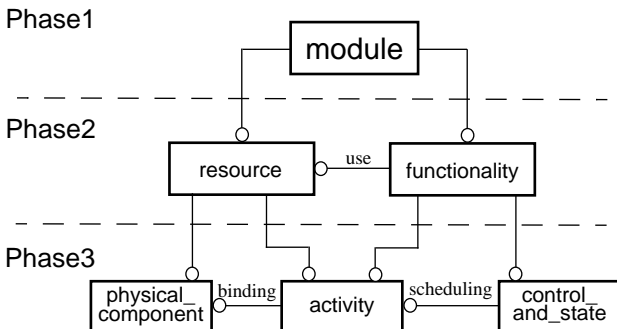 Phase1
module
Phase2
resource
use
functionality
Phase3
physical_
component
binding
activity
scheduling
control_
and_state